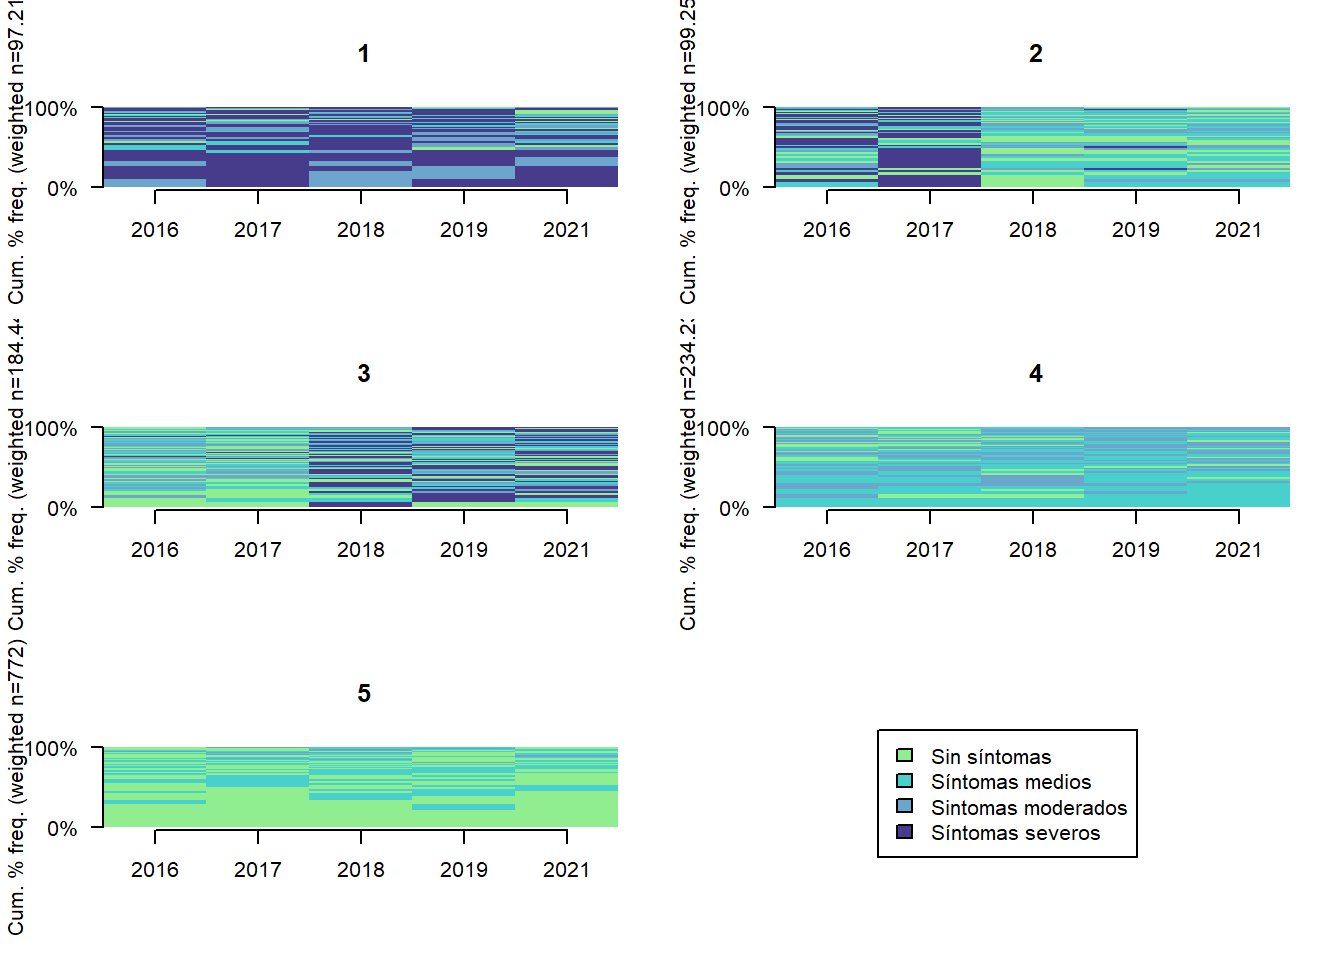 1
Cum. % freq. (weighted n=97.21
100%
0%
2016 2017 2018 2019 2021
2
Cum. % freq. (weighted n=99.25
100%
0%
2016 2017 2018 2019 2021
3
Cum. % freq. (weighted n=184.4
100%
0%
2016 2017 2018 2019 2021
4
Cum. % freq. (weighted n=234.2
100%
0%
2016 2017 2018 2019 2021
5
Cum. % freq. (weighted n=772)
100%
0%
2016 2017 2018 2019 2021
Sin síntomas
Síntomas medios
Sintomas moderados
Síntomas severos